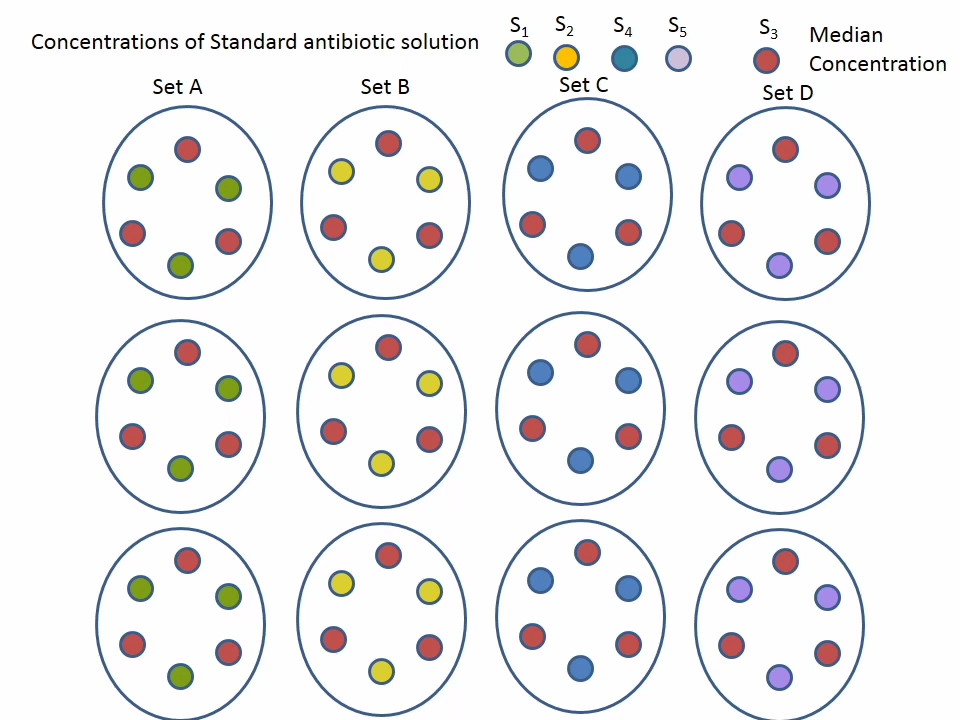 Concentrations of Standard antibiotic solution
S₁ S₂ S₄ S₅ S₃
Median
Concentration
Set A Set B Set C Set D